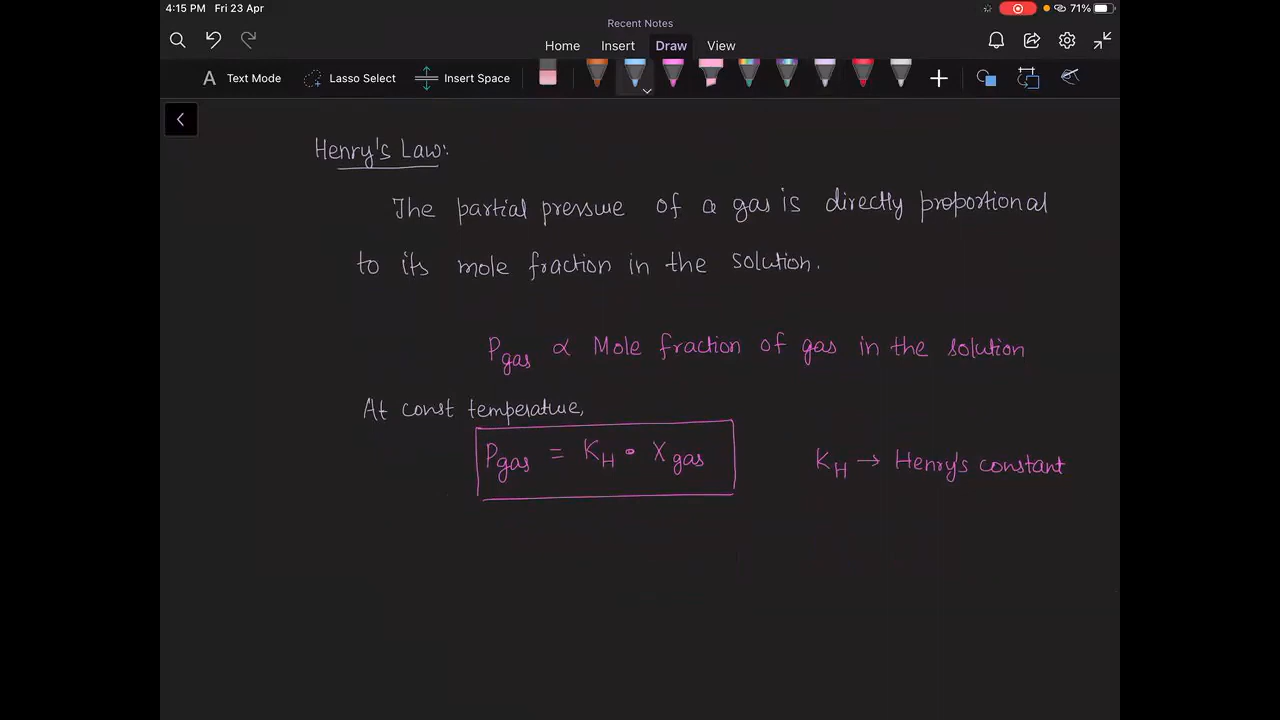 4:15 PM Fri 23 Apr
71%
Recent Notes
Home Insert Draw View
A Text Mode Lasso Select Insert Space
Henry's Law:
The partial pressure of a gas is directly proportional
to its mole fraction in the solution.
Pgas ∝ Mole fraction of gas in the solution
At const temperature,
Pgas = KH • Xgas KH → Henry's constant